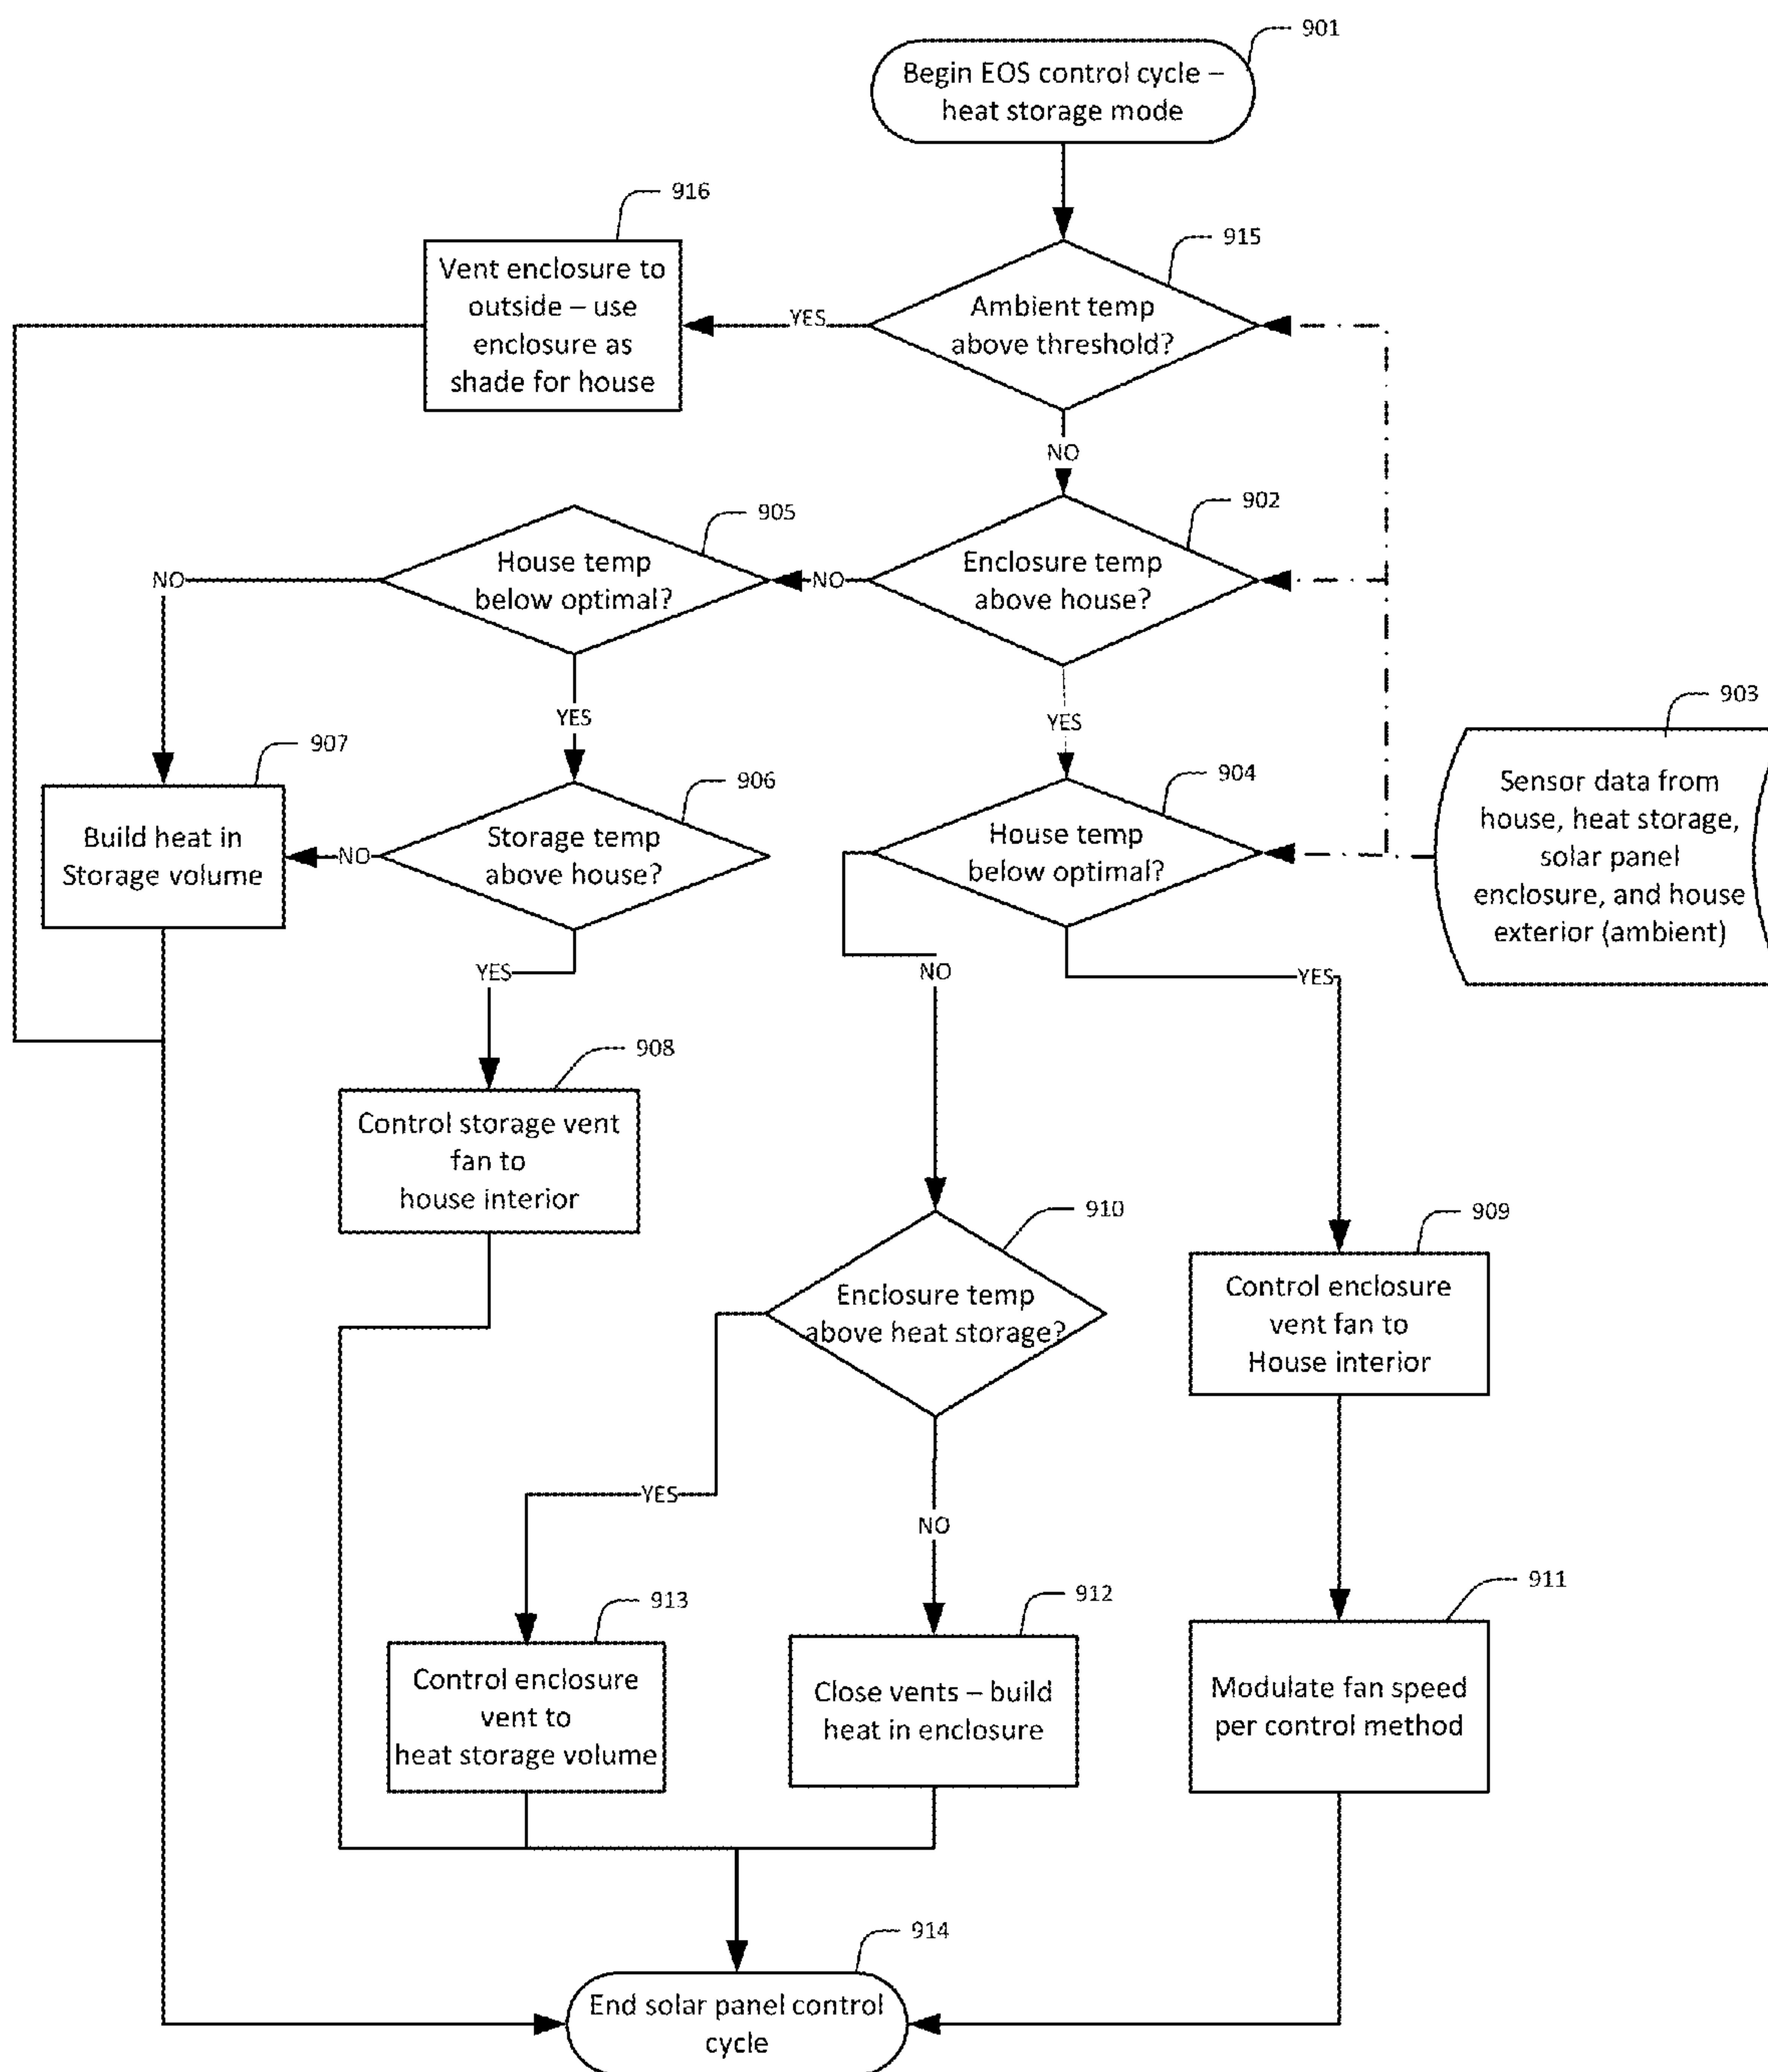 901
Begin EOS control cycle –
heat storage mode
916
Vent enclosure to
outside – use
enclosure as
shade for house
915
Ambient temp
above threshold?
YES
NO
905
House temp
below optimal?
902
Enclosure temp
above house?
NO
NO
YES
YES
903
Sensor data from
house, heat storage,
solar panel
enclosure, and house
exterior (ambient)
907
Build heat in
Storage volume
906
Storage temp
above house?
NO
904
House temp
below optimal?
YES
NO
YES
908
Control storage vent
fan to
house interior
910
Enclosure temp
above heat storage?
909
Control enclosure
vent fan to
House interior
YES
NO
913
Control enclosure
vent to
heat storage volume
912
Close vents – build
heat in enclosure
911
Modulate fan speed
per control method
914
End solar panel control
cycle